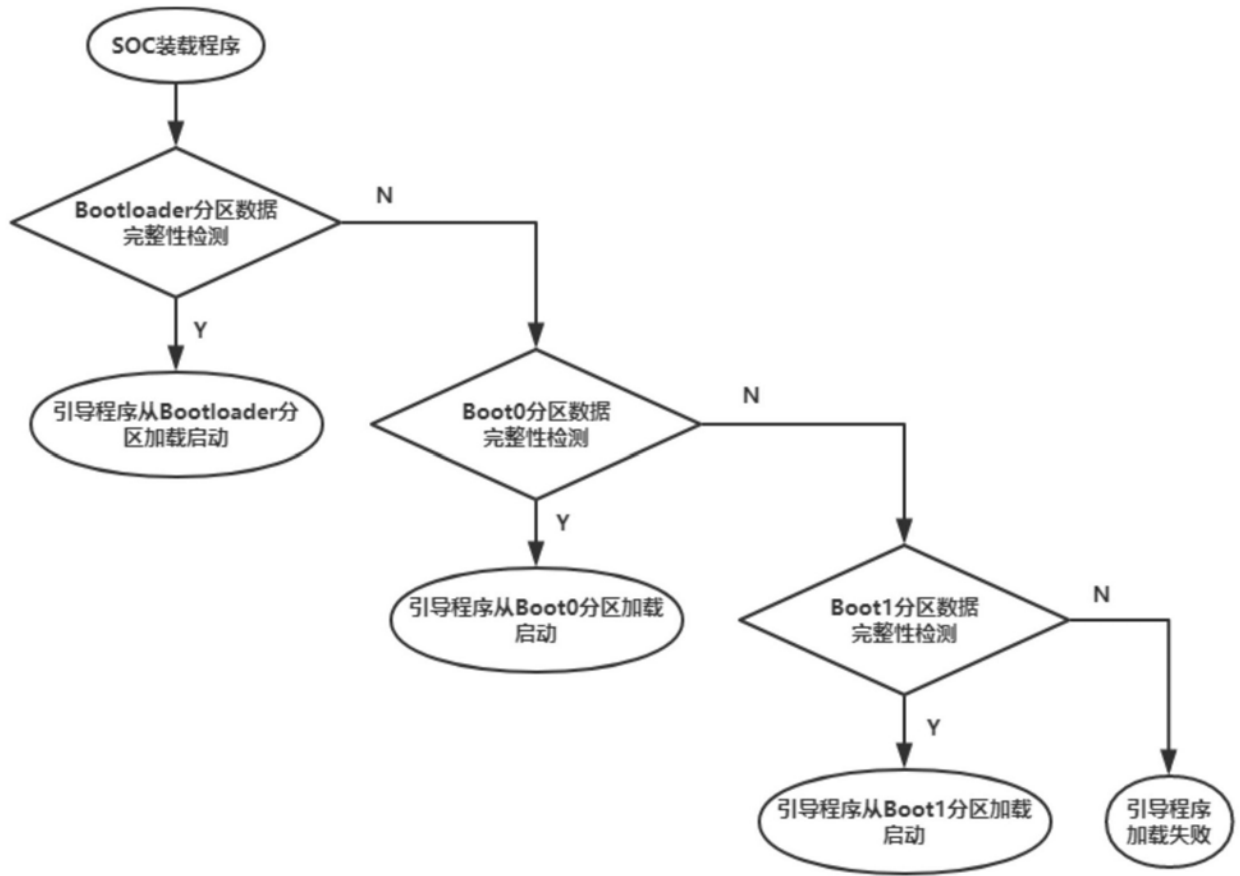 SOC装载程序
N
Bootloader分区数据
完整性检测
Y
引导程序从Bootloader分
区加载启动
N
Boot0分区数据
完整性检测
Y
引导程序从Boot0分区加载
启动
N
Boot1分区数据
完整性检测
Y
引导程序从Boot1分区加载
启动
引导程序
加载失败